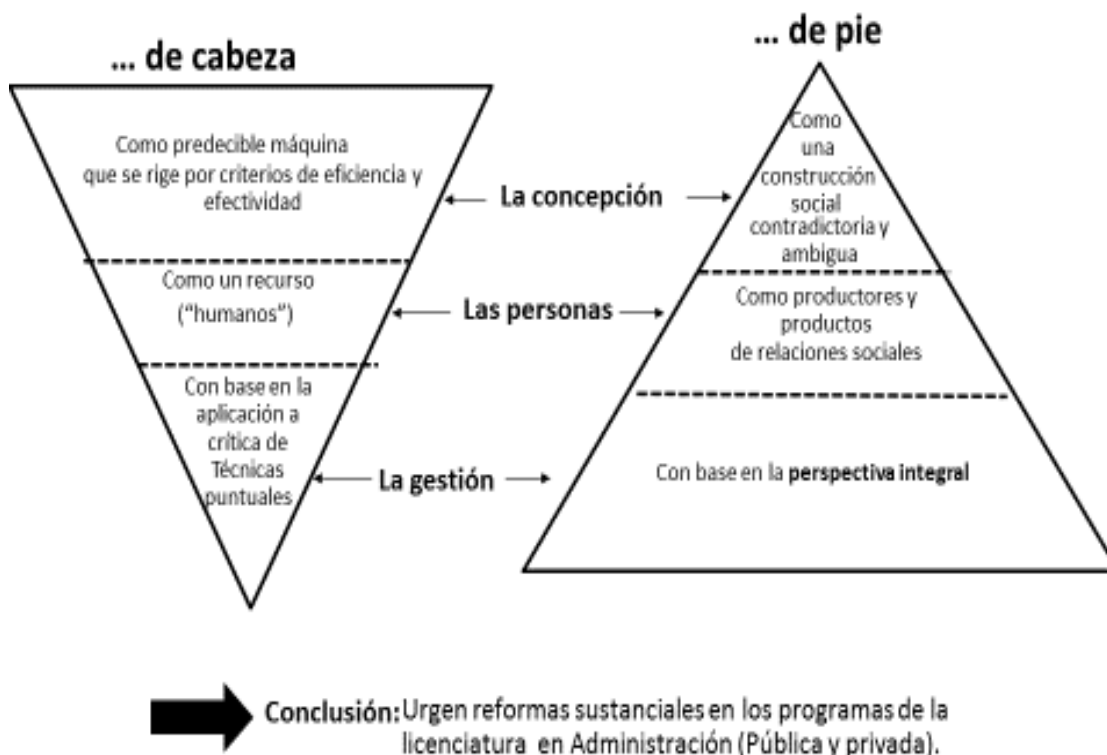 ... de cabeza
Como predecible máquina
que se rige por criterios de eficiencia y
efectividad
Como un recurso
("humanos")
Con base en la
aplicación a
crítica de
Técnicas
puntuales
La concepción
Las personas
La gestión
... de pie
Como
una
construcción
social
contradictoria y
ambigua
Como productores y
productos
de relaciones sociales
Con base en la perspectiva integral
Conclusión: Urgen reformas sustanciales en los programas de la
licenciatura en Administración (Pública y privada).